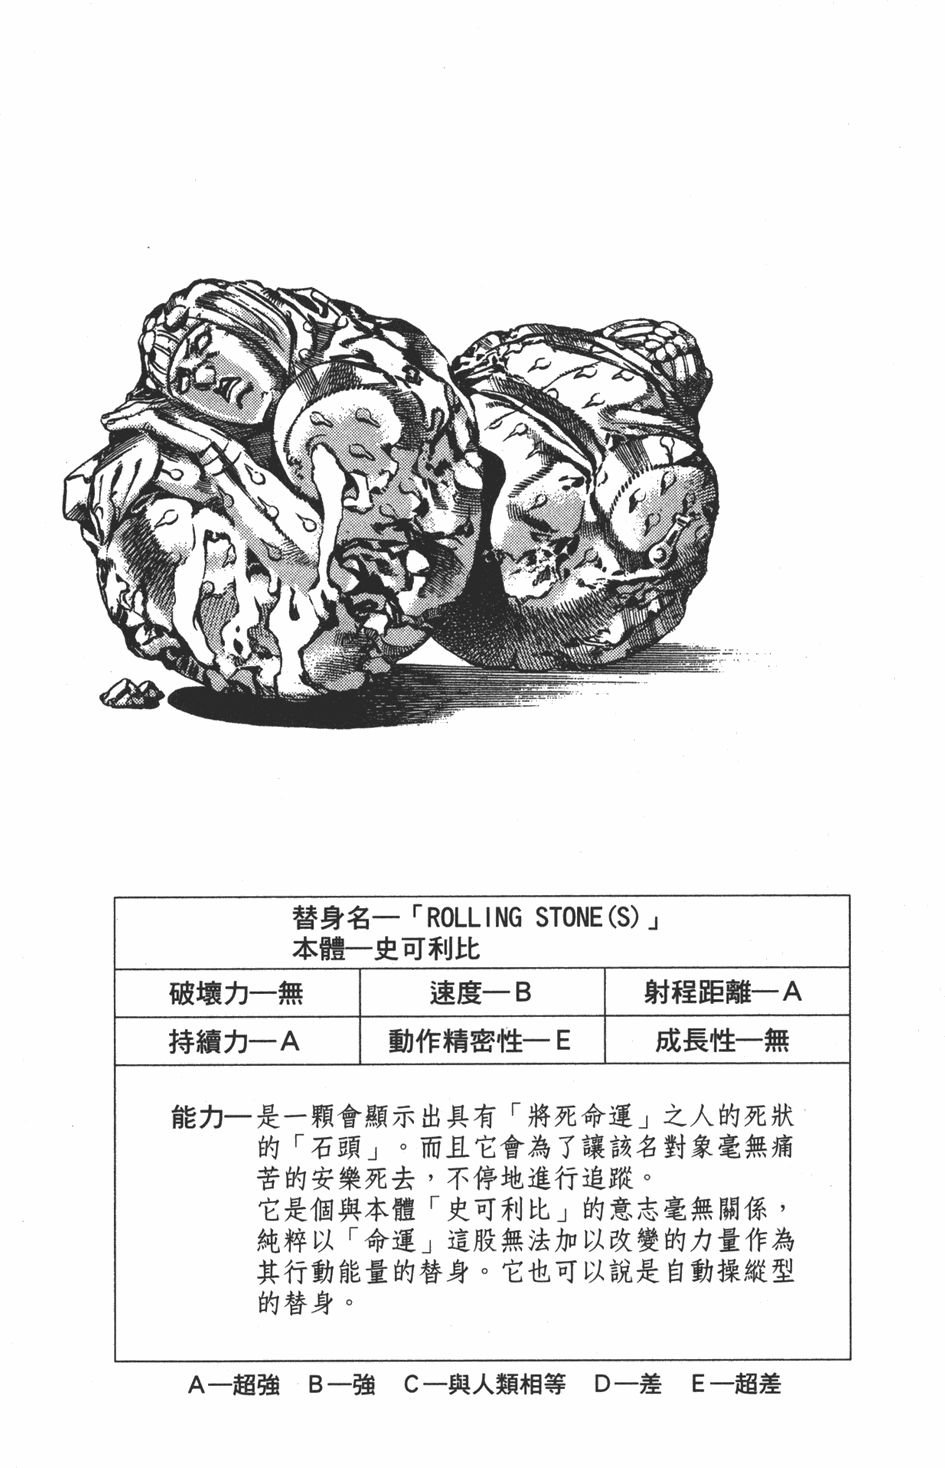 替身名—「ROLLING STONE(S)」
本體—史可利比
破壞力—無
速度—B
射程距離—A
持續力—A
動作精密性—E
成長性—無
能力—是一顆會顯示出具有「將死命運」之人的死狀
的「石頭」。而且它會為了讓該名對象毫無痛
苦的安樂死去，不停地進行追蹤。
它是個與本體「史可利比」的意志毫無關係，
純粹以「命運」這股無法加以改變的力量作為
其行動能量的替身。它也可以說是自動操縱型
的替身。
A—超強 B—強 C—與人類相等 D—差 E—超差